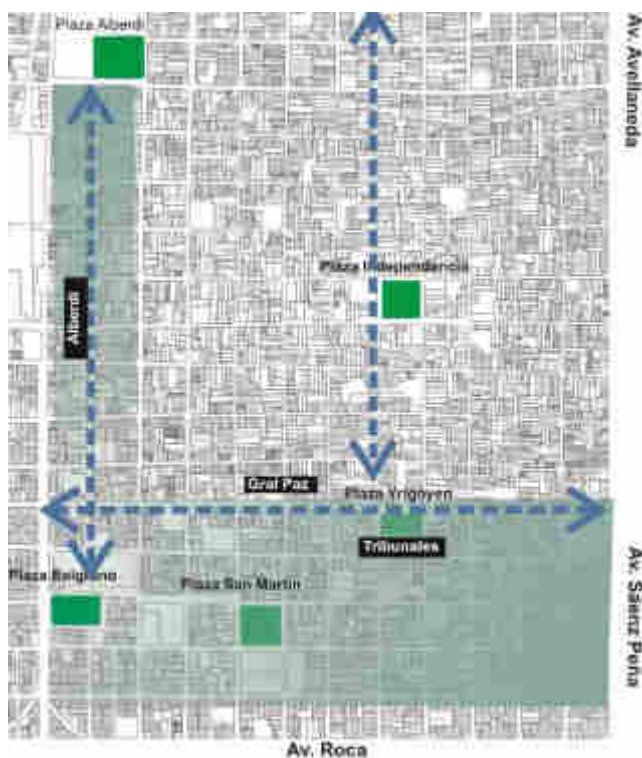 Plaza Alberdi
Av. Avellaneda
Plaza Independencia
Alberdi
Gral Paz
Plaza Yrigoyen
Tribunales
Plaza Belgrano
Plaza San Martin
Av. Sáenz Peña
Av. Roca